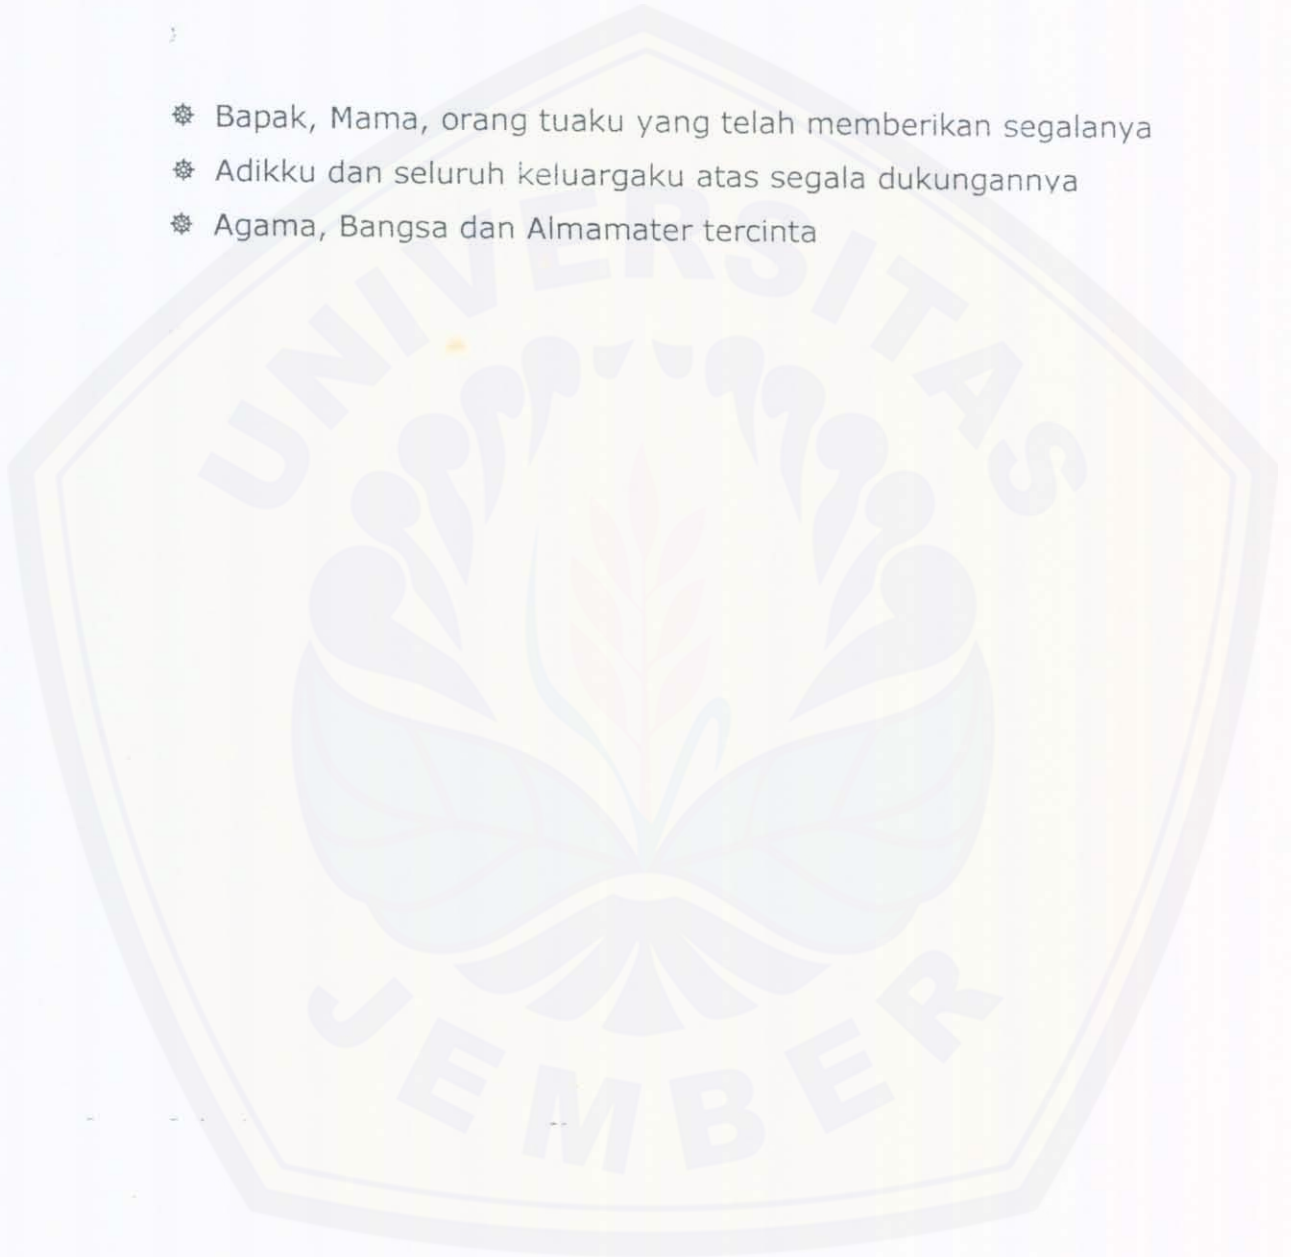 ☸ Bapak, Mama, orang tuaku yang telah memberikan segalanya
☸ Adikku dan seluruh keluargaku atas segala dukungannya
☸ Agama, Bangsa dan Almamater tercinta
UNIVERSITAS
JEMBER